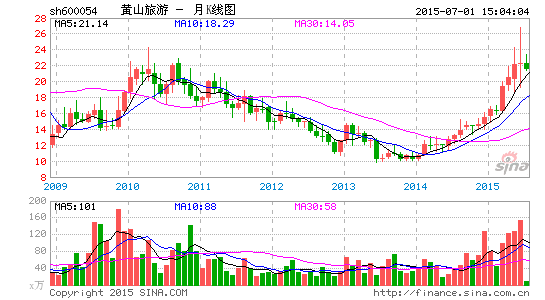 sh600054 黄山旅游 - 月K线图 2015-07-01 15:04:04
MA5:21.14 MA10:18.29 MA30:14.05
28
26
24
22
20
18
16
14
12
10
8
2009 2010 2011 2012 2013 2014 2015
sina
200
MA5:101 MA10:88 MA30:58
160
120
80
40
x万
Copyright 2015 SINA.COM http://finance.sina.com.cn